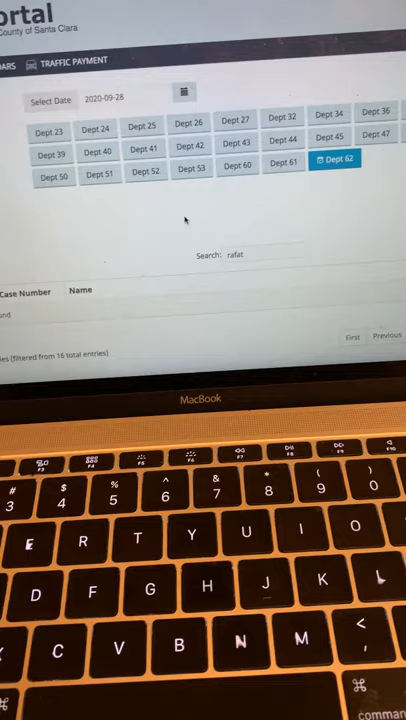 ortal
County of Santa Clara
ARS TRAFFIC PAYMENT
Select Date 2020-09-28
Dept 23 Dept 24 Dept 25 Dept 26 Dept 27 Dept 32 Dept 34 Dept 36
Dept 39 Dept 40 Dept 41 Dept 42 Dept 43 Dept 44 Dept 45 Dept 47
Dept 50 Dept 51 Dept 52 Dept 53 Dept 60 Dept 61 Dept 62
Search: rafat
Case Number Name
und
ies (filtered from 16 total entries)
First Previous
MacBook
F3 F4 F5 F6 F7 F8 F9
# $ % ^ & * ( )
3 4 5 6 7 8 9 0
E R T Y U I O
D F G H J K L
C V B N M < ,
⌘ ⌘
comman